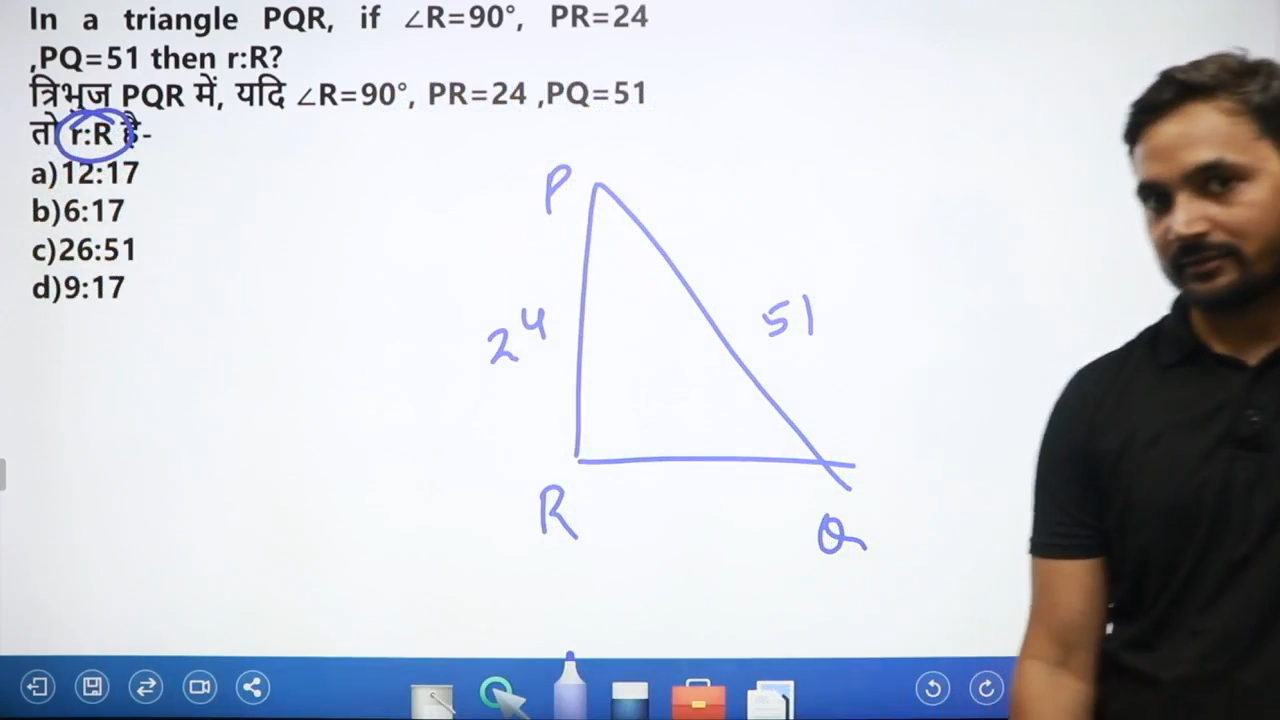 In a triangle PQR, if ∠R=90°, PR=24
,PQ=51 then r:R?
त्रिभुज PQR में, यदि ∠R=90°, PR=24 ,PQ=51
तो r:R है-
a)12:17
b)6:17
c)26:51
d)9:17
P
24
51
R
Q